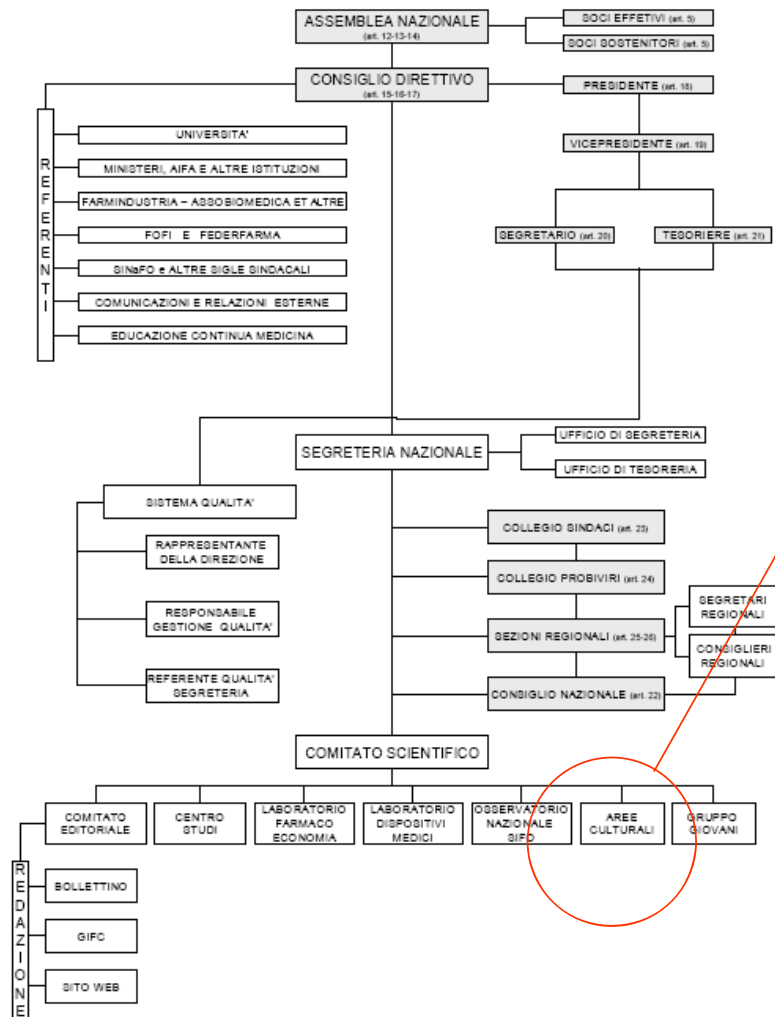 ASSEMBLEA NAZIONALE
(art. 12-13-14)
SOCI EFFETIVI (art. 5)
SOCI SOSTENITORI (art. 5)
CONSIGLIO DIRETTIVO
(art. 15-16-17)
PRESIDENTE (art. 18)
VICEPRESIDENTE (art. 19)
SEGRETARIO (art. 20)
TESORIERE (art. 21)
REFERENTI
UNIVERSITA'
MINISTERI, AIFA E ALTRE ISTITUZIONI
FARMINDUSTRIA – ASSOBIOMEDICA ET ALTRE
FOFI E FEDERFARMA
SINaFO e ALTRE SIGLE SINDACALI
COMUNICAZIONI E RELAZIONI ESTERNE
EDUCAZIONE CONTINUA MEDICINA
SEGRETERIA NAZIONALE
UFFICIO DI SEGRETERIA
UFFICIO DI TESORERIA
SISTEMA QUALITA'
RAPPRESENTANTE
DELLA DIREZIONE
RESPONSABILE
GESTIONE QUALITA'
REFERENTE QUALITA'
SEGRETERIA
COLLEGIO SINDACI (art. 23)
COLLEGIO PROBIVIRI (art. 24)
SEZIONI REGIONALI (art. 25-26)
SEGRETARI
REGIONALI
CONSIGLIERI
REGIONALI
CONSIGLIO NAZIONALE (art. 22)
COMITATO SCIENTIFICO
COMITATO
EDITORIALE
CENTRO
STUDI
LABORATORIO
FARMACO
ECONOMIA
LABORATORIO
DISPOSITIVI
MEDICI
OSSERVATORIO
NAZIONALE
SIFO
AREE
CULTURALI
GRUPPO
GIOVANI
REDAZIONE
BOLLETTINO
GIFC
SITO WEB